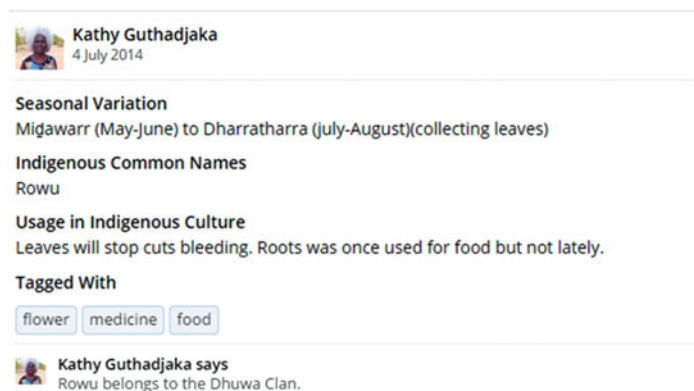 Kathy Guthadjaka
4 July 2014
Seasonal Variation
Miḏawarr (May-June) to Dharratharra (july-August)(collecting leaves)
Indigenous Common Names
Rowu
Usage in Indigenous Culture
Leaves will stop cuts bleeding. Roots was once used for food but not lately.
Tagged With
flower medicine food
Kathy Guthadjaka says
Rowu belongs to the Dhuwa Clan.